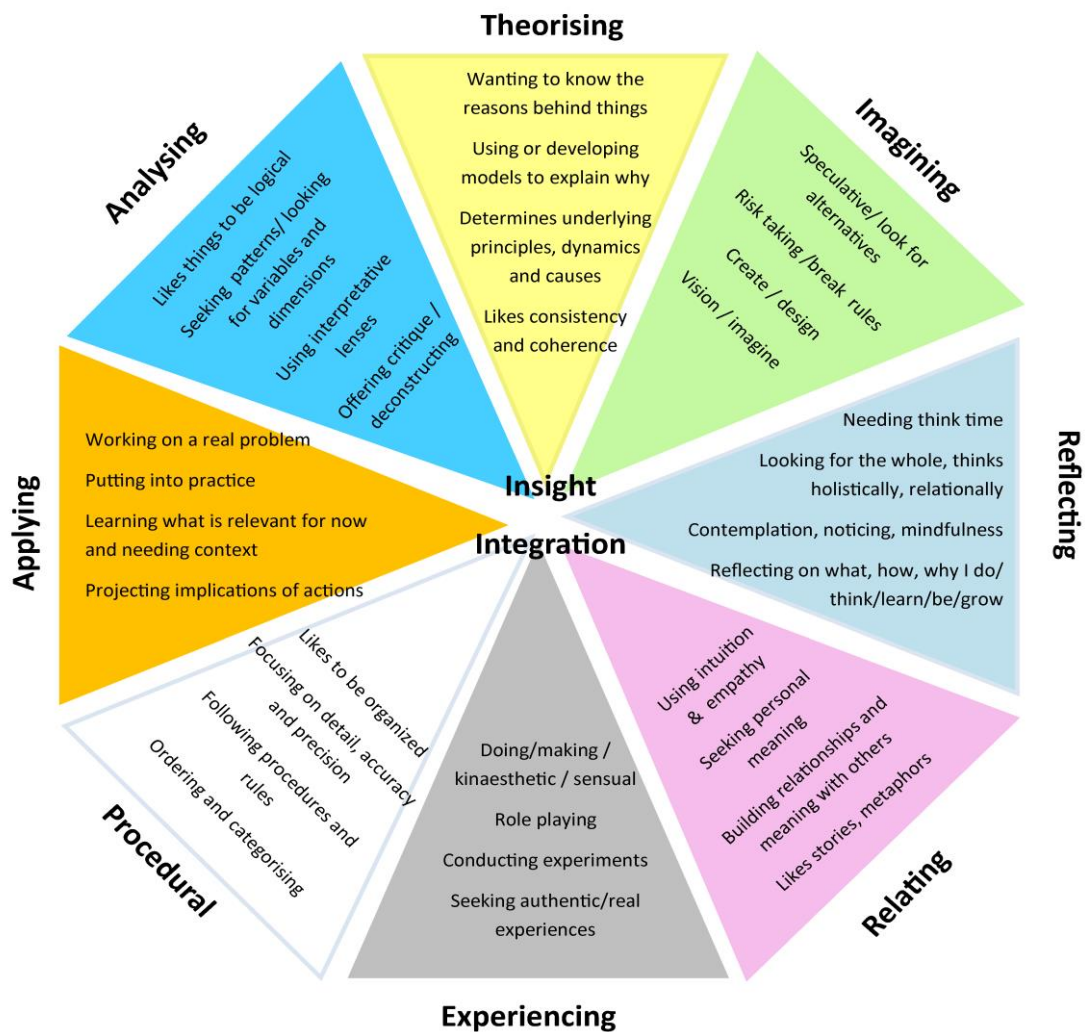 Theorising
Wanting to know the
reasons behind things
Using or developing
models to explain why
Determines underlying
principles, dynamics
and causes
Likes consistency
and coherence
Imagining
Speculative/ look for
alternatives
Risk taking /break rules
Create / design
Vision / imagine
Reflecting
Needing think time
Looking for the whole, thinks
holistically, relationally
Contemplation, noticing, mindfulness
Reflecting on what, how, why I do/
think/learn/be/grow
Relating
Using intuition
& empathy
Seeking personal
meaning
Building relationships and
meaning with others
Likes stories, metaphors
Experiencing
Doing/making /
kinaesthetic / sensual
Role playing
Conducting experiments
Seeking authentic/real
experiences
Procedural
Likes to be organized
Focusing on detail, accuracy
and precision
Following procedures and
rules
Ordering and categorising
Applying
Working on a real problem
Putting into practice
Learning what is relevant for now
and needing context
Projecting implications of actions
Analysing
Likes things to be logical
Seeking patterns/ looking
for variables and
dimensions
Using interpretative
lenses
Offering critique /
deconstructing
Insight
Integration